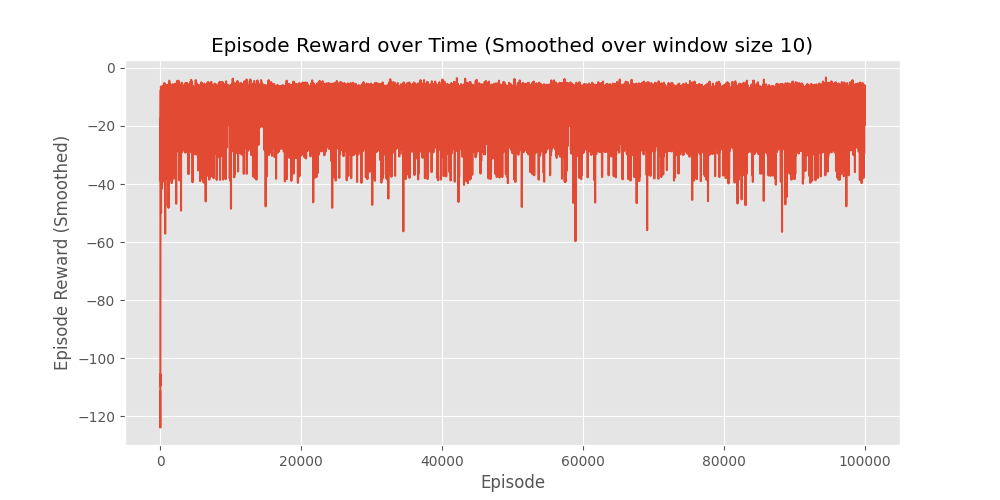 Episode Reward over Time (Smoothed over window size 10)
0
−20
−40
−60
−80
−100
−120
Episode Reward (Smoothed)
0 20000 40000 60000 80000 100000
Episode